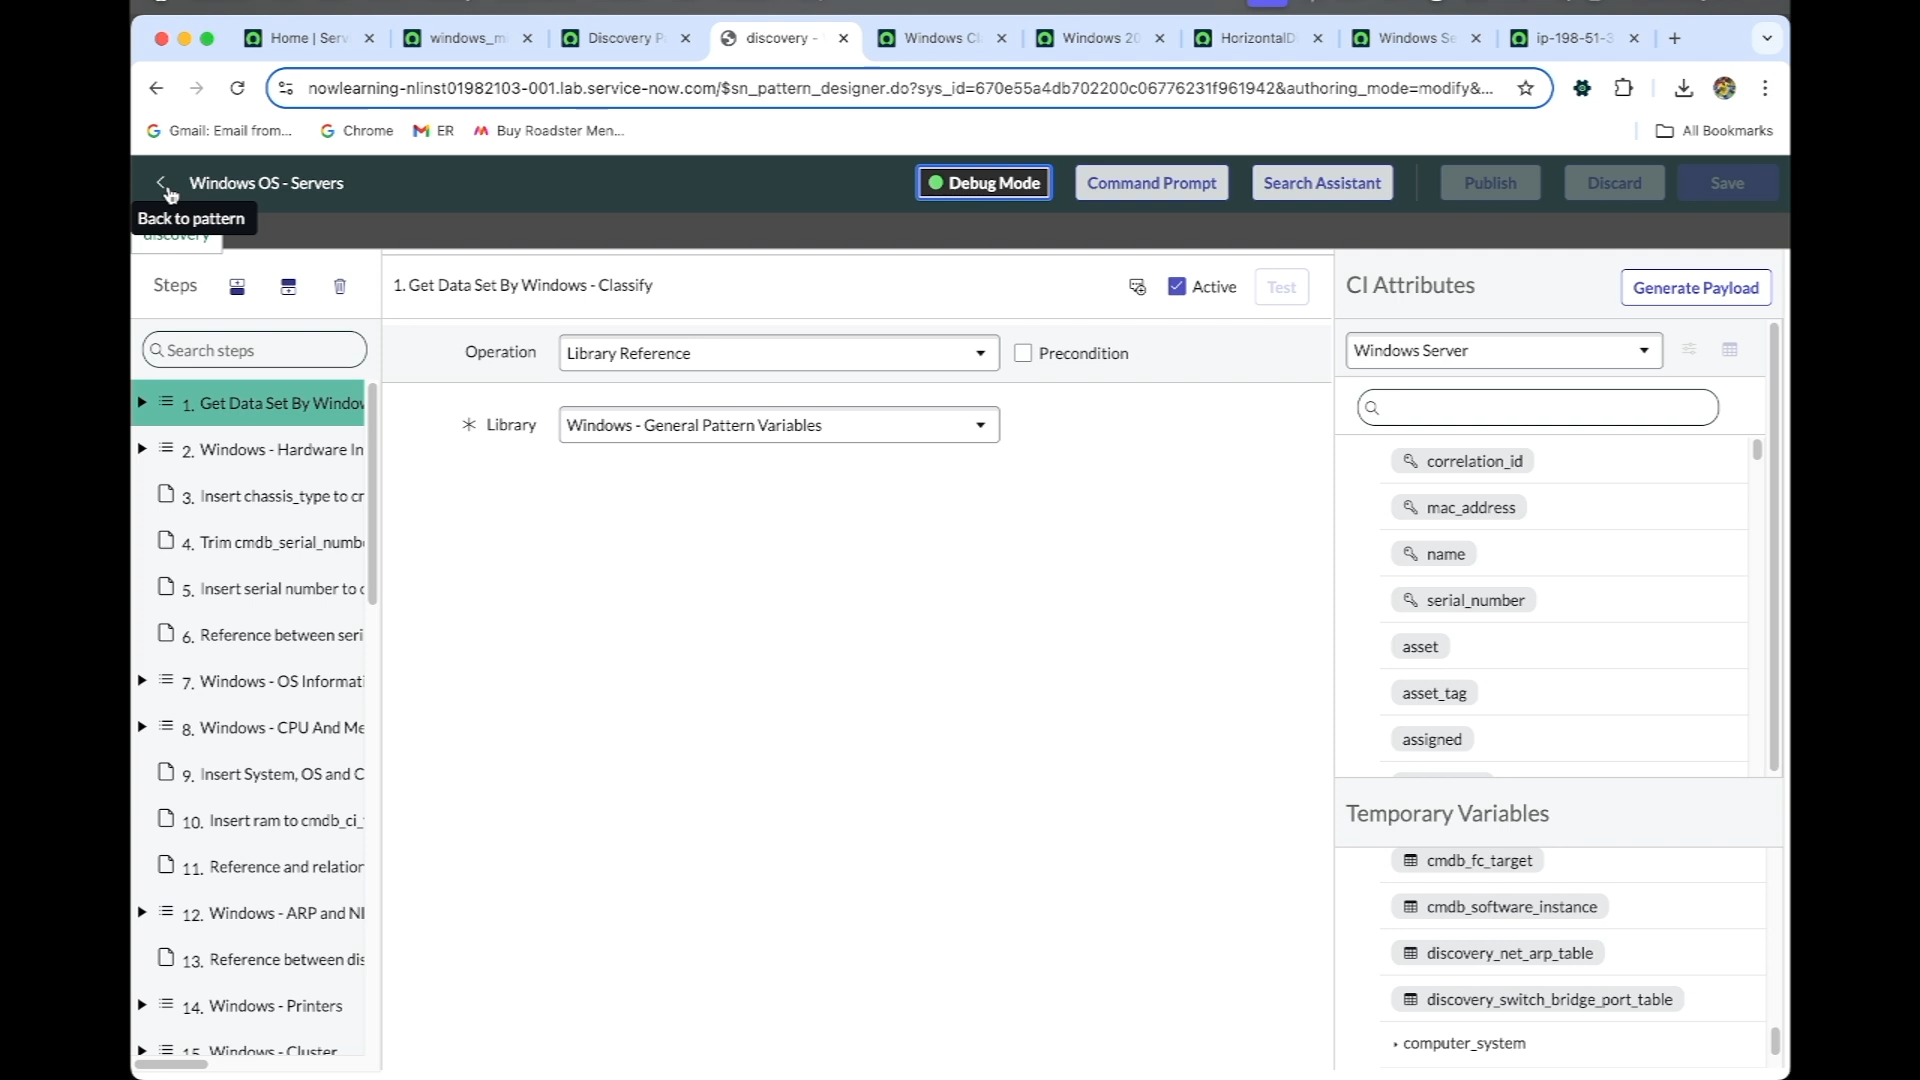 Home | Serv
windows_m
Discovery P
discovery -
Windows Cl
Windows 20
HorizontalD
Windows Se
ip-198-51-3
nowlearning-nlinst01982103-001.lab.service-now.com/$sn_pattern_designer.do?sys_id=670e55a4db702200c06776231f961942&authoring_mode=modify&...
Gmail: Email from...
Chrome
ER
Buy Roadster Men...
All Bookmarks
Windows OS - Servers
Debug Mode
Command Prompt
Search Assistant
Publish
Discard
Save
Back to pattern
discovery
Steps
1. Get Data Set By Windows - Classify
Active
Test
CI Attributes
Generate Payload
Search steps
Operation
Library Reference
Precondition
Windows Server
1. Get Data Set By Window
* Library
Windows - General Pattern Variables
2. Windows - Hardware In
3. Insert chassis_type to cm
4. Trim cmdb_serial_numb
5. Insert serial number to c
6. Reference between seri
7. Windows - OS Informati
8. Windows - CPU And Me
9. Insert System, OS and C
10. Insert ram to cmdb_ci_
11. Reference and relation
12. Windows - ARP and NI
13. Reference between dis
14. Windows - Printers
15. Windows - Cluster
correlation_id
mac_address
name
serial_number
asset
asset_tag
assigned
Temporary Variables
cmdb_fc_target
cmdb_software_instance
discovery_net_arp_table
discovery_switch_bridge_port_table
computer_system